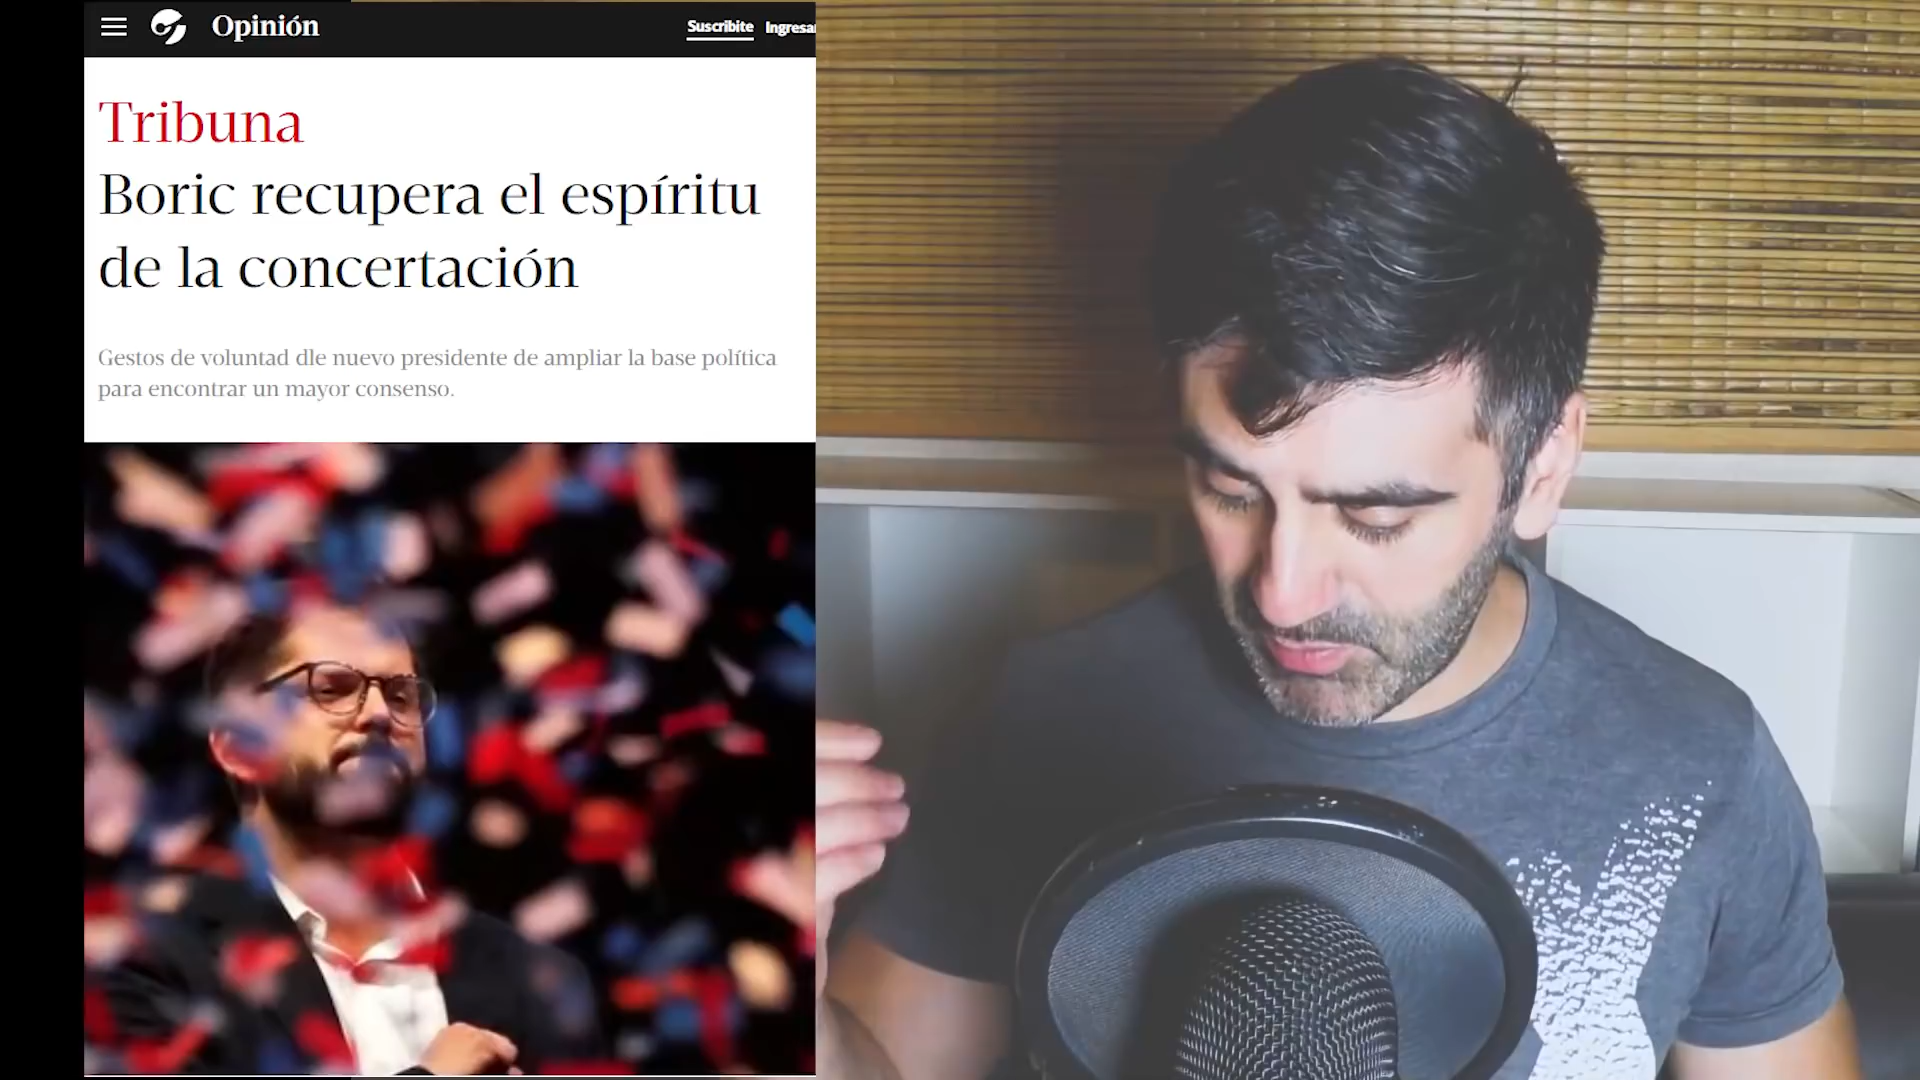 Opinión
Suscribite
Ingresar
Tribuna
Boric recupera el espíritu
de la concertación
Gestos de voluntad dle nuevo presidente de ampliar la base política
para encontrar un mayor consenso.